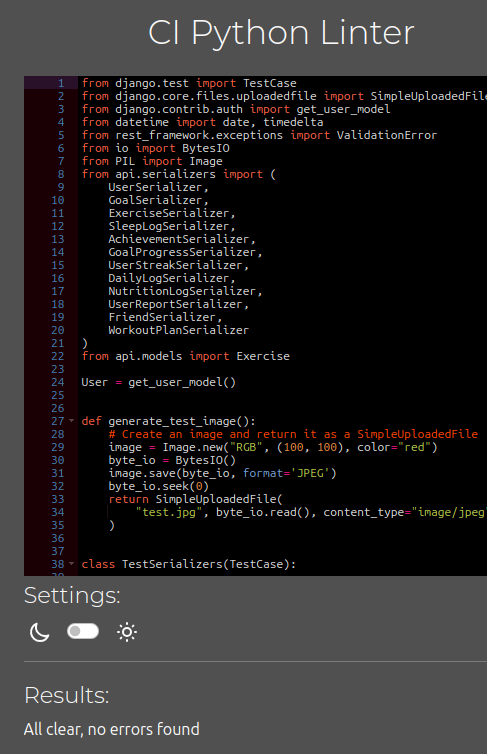 CI Python Linter
1 from django.test import TestCase
2 from django.core.files.uploadedfile import SimpleUploadedFile
3 from django.contrib.auth import get_user_model
4 from datetime import date, timedelta
5 from rest_framework.exceptions import ValidationError
6 from io import BytesIO
7 from PIL import Image
8 from api.serializers import (
9     UserSerializer,
10     GoalSerializer,
11     ExerciseSerializer,
12     SleepLogSerializer,
13     AchievementSerializer,
14     GoalProgressSerializer,
15     UserStreakSerializer,
16     DailyLogSerializer,
17     NutritionLogSerializer,
18     UserReportSerializer,
19     FriendSerializer,
20     WorkoutPlanSerializer
21 )
22 from api.models import Exercise
23
24 User = get_user_model()
25
26
27 def generate_test_image():
28     # Create an image and return it as a SimpleUploadedFile
29     image = Image.new("RGB", (100, 100), color="red")
30     byte_io = BytesIO()
31     image.save(byte_io, format='JPEG')
32     byte_io.seek(0)
33     return SimpleUploadedFile(
34         "test.jpg", byte_io.read(), content_type="image/jpeg"
35     )
36
37
38 class TestSerializers(TestCase):
39
Settings:
Results:
All clear, no errors found